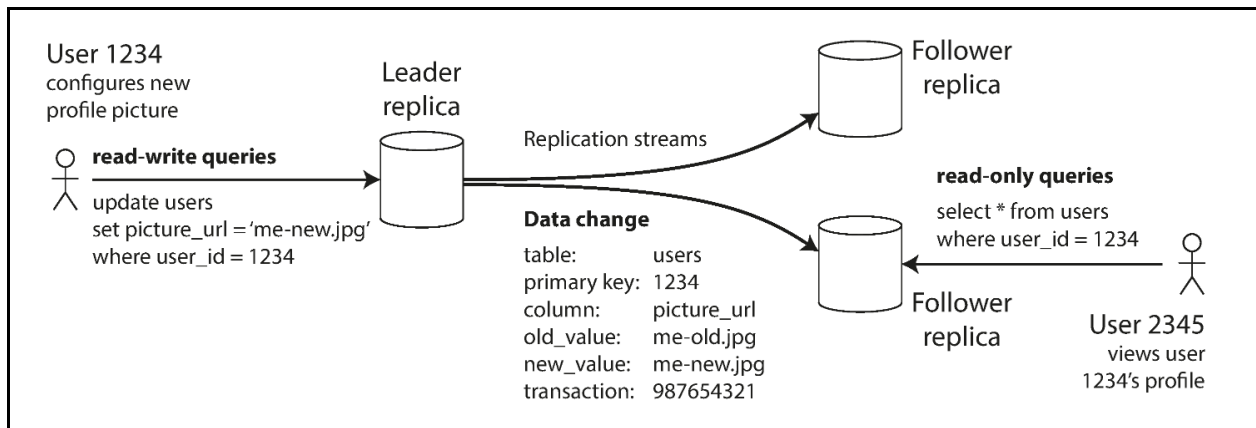 User 1234
configures new
profile picture
read-write queries
update users
set picture_url = ‘me-new.jpg’
where user_id = 1234
Leader
replica
Replication streams
Data change
table: users
primary key: 1234
column: picture_url
old_value: me-old.jpg
new_value: me-new.jpg
transaction: 987654321
Follower
replica
read-only queries
select * from users
where user_id = 1234
Follower
replica
User 2345
views user
1234’s profile